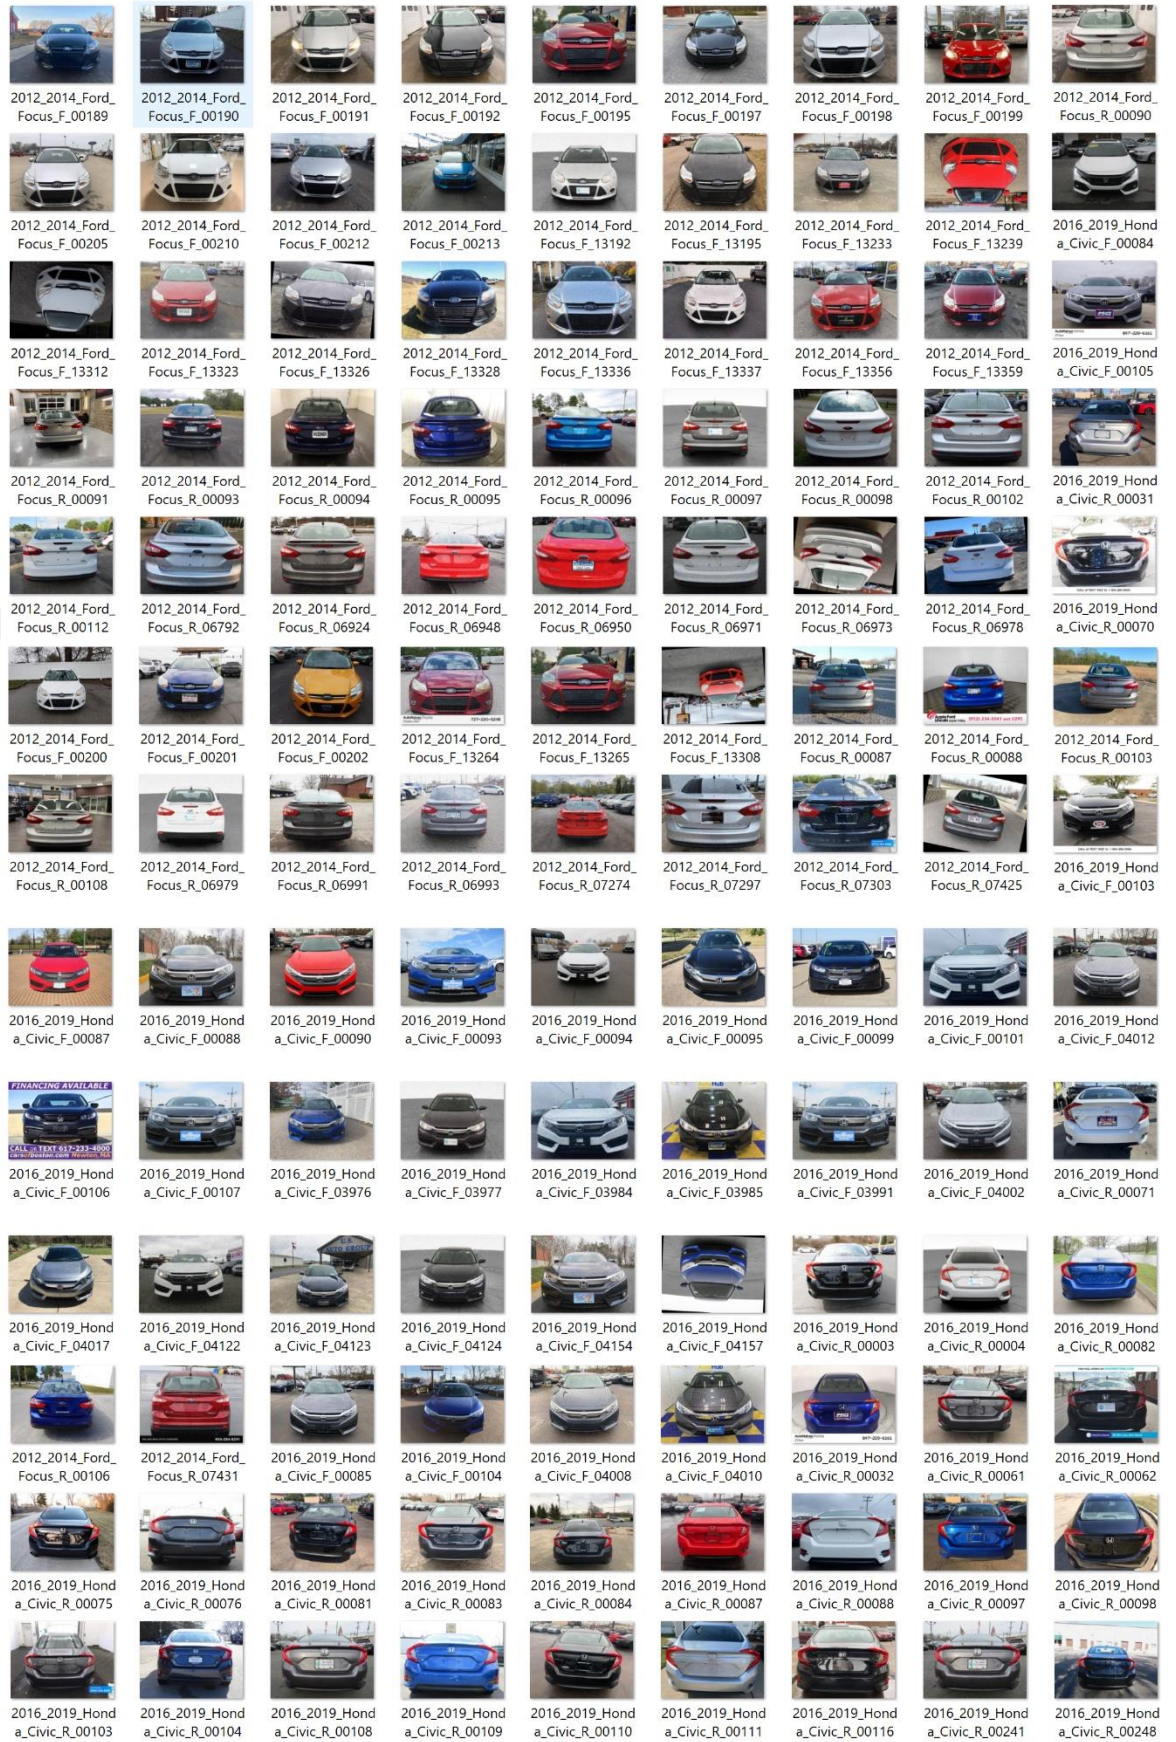 2012_2014_Ford_
Focus_F_00189
2012_2014_Ford_
Focus_F_00190
2012_2014_Ford_
Focus_F_00191
2012_2014_Ford_
Focus_F_00192
2012_2014_Ford_
Focus_F_00195
2012_2014_Ford_
Focus_F_00197
2012_2014_Ford_
Focus_F_00198
2012_2014_Ford_
Focus_F_00199
2012_2014_Ford_
Focus_R_00090
2012_2014_Ford_
Focus_F_00205
2012_2014_Ford_
Focus_F_00210
2012_2014_Ford_
Focus_F_00212
2012_2014_Ford_
Focus_F_00213
2012_2014_Ford_
Focus_F_13192
2012_2014_Ford_
Focus_F_13195
2012_2014_Ford_
Focus_F_13233
2012_2014_Ford_
Focus_F_13239
2016_2019_Hond
a_Civic_F_00084
2012_2014_Ford_
Focus_F_13312
2012_2014_Ford_
Focus_F_13323
2012_2014_Ford_
Focus_F_13326
2012_2014_Ford_
Focus_F_13328
2012_2014_Ford_
Focus_F_13336
2012_2014_Ford_
Focus_F_13337
2012_2014_Ford_
Focus_F_13356
2012_2014_Ford_
Focus_F_13359
2016_2019_Hond
a_Civic_F_00105
2012_2014_Ford_
Focus_R_00091
2012_2014_Ford_
Focus_R_00093
2012_2014_Ford_
Focus_R_00094
2012_2014_Ford_
Focus_R_00095
2012_2014_Ford_
Focus_R_00096
2012_2014_Ford_
Focus_R_00097
2012_2014_Ford_
Focus_R_00098
2012_2014_Ford_
Focus_R_00102
2016_2019_Hond
a_Civic_R_00031
2012_2014_Ford_
Focus_R_00112
2012_2014_Ford_
Focus_R_06792
2012_2014_Ford_
Focus_R_06924
2012_2014_Ford_
Focus_R_06948
2012_2014_Ford_
Focus_R_06950
2012_2014_Ford_
Focus_R_06971
2012_2014_Ford_
Focus_R_06973
2012_2014_Ford_
Focus_R_06978
2016_2019_Hond
a_Civic_R_00070
2012_2014_Ford_
Focus_F_00200
2012_2014_Ford_
Focus_F_00201
2012_2014_Ford_
Focus_F_00202
2012_2014_Ford_
Focus_F_13264
2012_2014_Ford_
Focus_F_13265
2012_2014_Ford_
Focus_F_13308
2012_2014_Ford_
Focus_R_00087
2012_2014_Ford_
Focus_R_00088
2012_2014_Ford_
Focus_R_00103
2012_2014_Ford_
Focus_R_00108
2012_2014_Ford_
Focus_R_06979
2012_2014_Ford_
Focus_R_06991
2012_2014_Ford_
Focus_R_06993
2012_2014_Ford_
Focus_R_07274
2012_2014_Ford_
Focus_R_07297
2012_2014_Ford_
Focus_R_07303
2012_2014_Ford_
Focus_R_07425
2016_2019_Hond
a_Civic_F_00103
2016_2019_Hond
a_Civic_F_00087
2016_2019_Hond
a_Civic_F_00088
2016_2019_Hond
a_Civic_F_00090
2016_2019_Hond
a_Civic_F_00093
2016_2019_Hond
a_Civic_F_00094
2016_2019_Hond
a_Civic_F_00095
2016_2019_Hond
a_Civic_F_00099
2016_2019_Hond
a_Civic_F_00101
2016_2019_Hond
a_Civic_F_04012
FINANCING AVAILABLE
CALL or TEXT 617-233-4000
carsofboston.com Newton, MA
2016_2019_Hond
a_Civic_F_00106
2016_2019_Hond
a_Civic_F_00107
2016_2019_Hond
a_Civic_F_03976
2016_2019_Hond
a_Civic_F_03977
2016_2019_Hond
a_Civic_F_03984
2016_2019_Hond
a_Civic_F_03985
2016_2019_Hond
a_Civic_F_03991
2016_2019_Hond
a_Civic_F_04002
2016_2019_Hond
a_Civic_R_00071
2016_2019_Hond
a_Civic_F_04017
2016_2019_Hond
a_Civic_F_04122
2016_2019_Hond
a_Civic_F_04123
2016_2019_Hond
a_Civic_F_04124
2016_2019_Hond
a_Civic_F_04154
2016_2019_Hond
a_Civic_F_04157
2016_2019_Hond
a_Civic_R_00003
2016_2019_Hond
a_Civic_R_00004
2016_2019_Hond
a_Civic_R_00082
2012_2014_Ford_
Focus_R_00106
2012_2014_Ford_
Focus_R_07431
2016_2019_Hond
a_Civic_F_00085
2016_2019_Hond
a_Civic_F_00104
2016_2019_Hond
a_Civic_F_04008
2016_2019_Hond
a_Civic_F_04010
2016_2019_Hond
a_Civic_R_00032
2016_2019_Hond
a_Civic_R_00061
2016_2019_Hond
a_Civic_R_00062
2016_2019_Hond
a_Civic_R_00075
2016_2019_Hond
a_Civic_R_00076
2016_2019_Hond
a_Civic_R_00081
2016_2019_Hond
a_Civic_R_00083
2016_2019_Hond
a_Civic_R_00084
2016_2019_Hond
a_Civic_R_00087
2016_2019_Hond
a_Civic_R_00088
2016_2019_Hond
a_Civic_R_00097
2016_2019_Hond
a_Civic_R_00098
2016_2019_Hond
a_Civic_R_00103
2016_2019_Hond
a_Civic_R_00104
2016_2019_Hond
a_Civic_R_00108
2016_2019_Hond
a_Civic_R_00109
2016_2019_Hond
a_Civic_R_00110
2016_2019_Hond
a_Civic_R_00111
2016_2019_Hond
a_Civic_R_00116
2016_2019_Hond
a_Civic_R_00241
2016_2019_Hond
a_Civic_R_00248